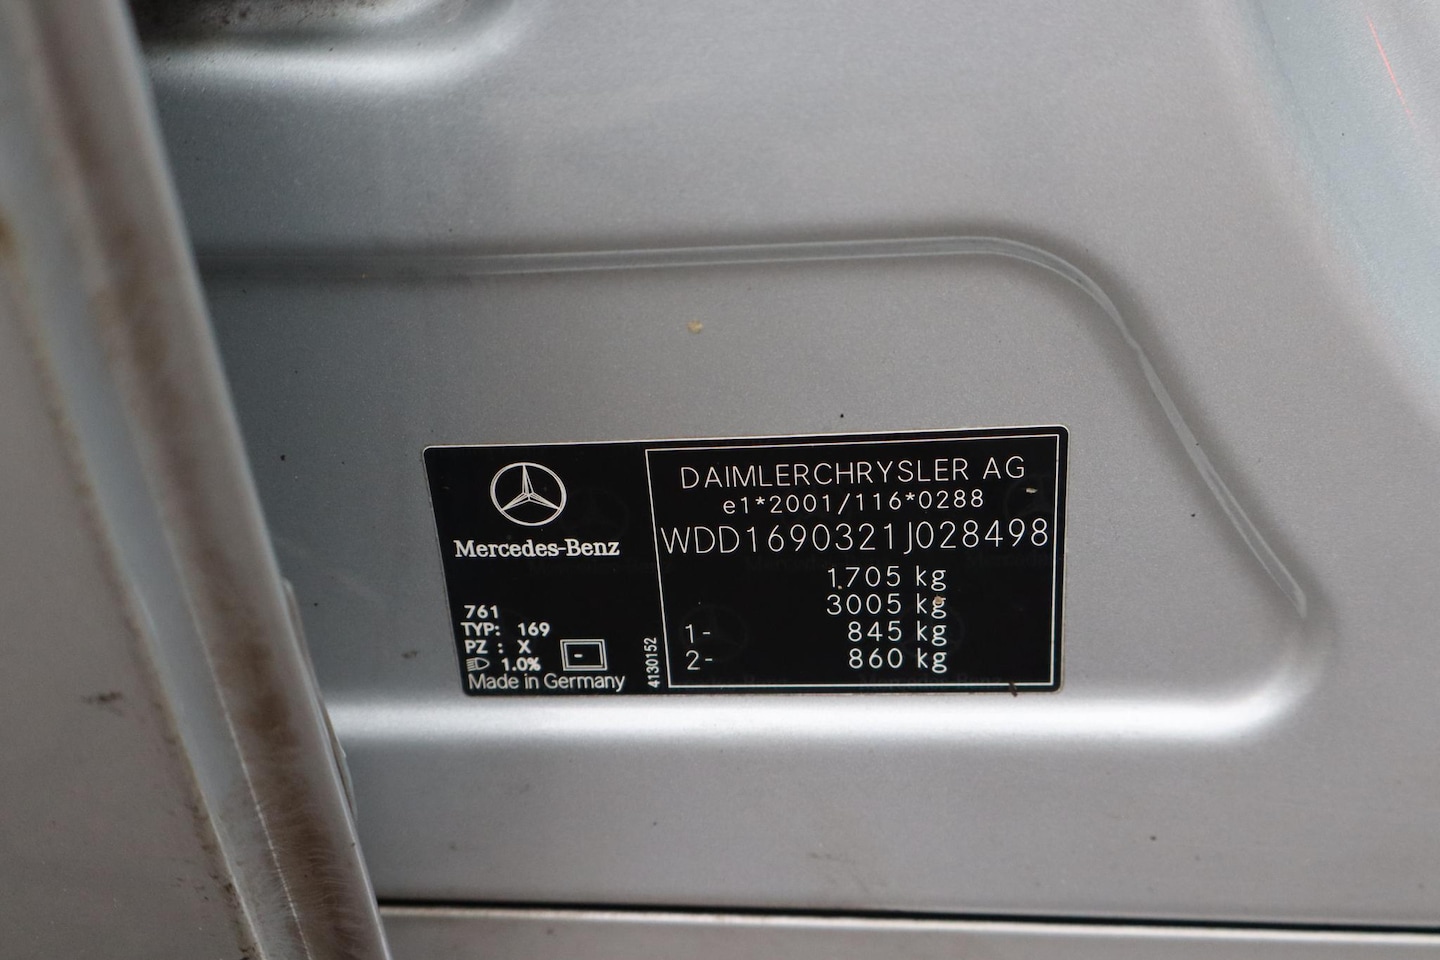 Mercedes-Benz
761
TYP: 169
PZ : X
1.0%
-
Made in Germany
4130152
DAIMLERCHRYSLER AG
e1*2001/116*0288
WDD1690321J028498
1.705 kg
3005 kg
1- 845 kg
2- 860 kg